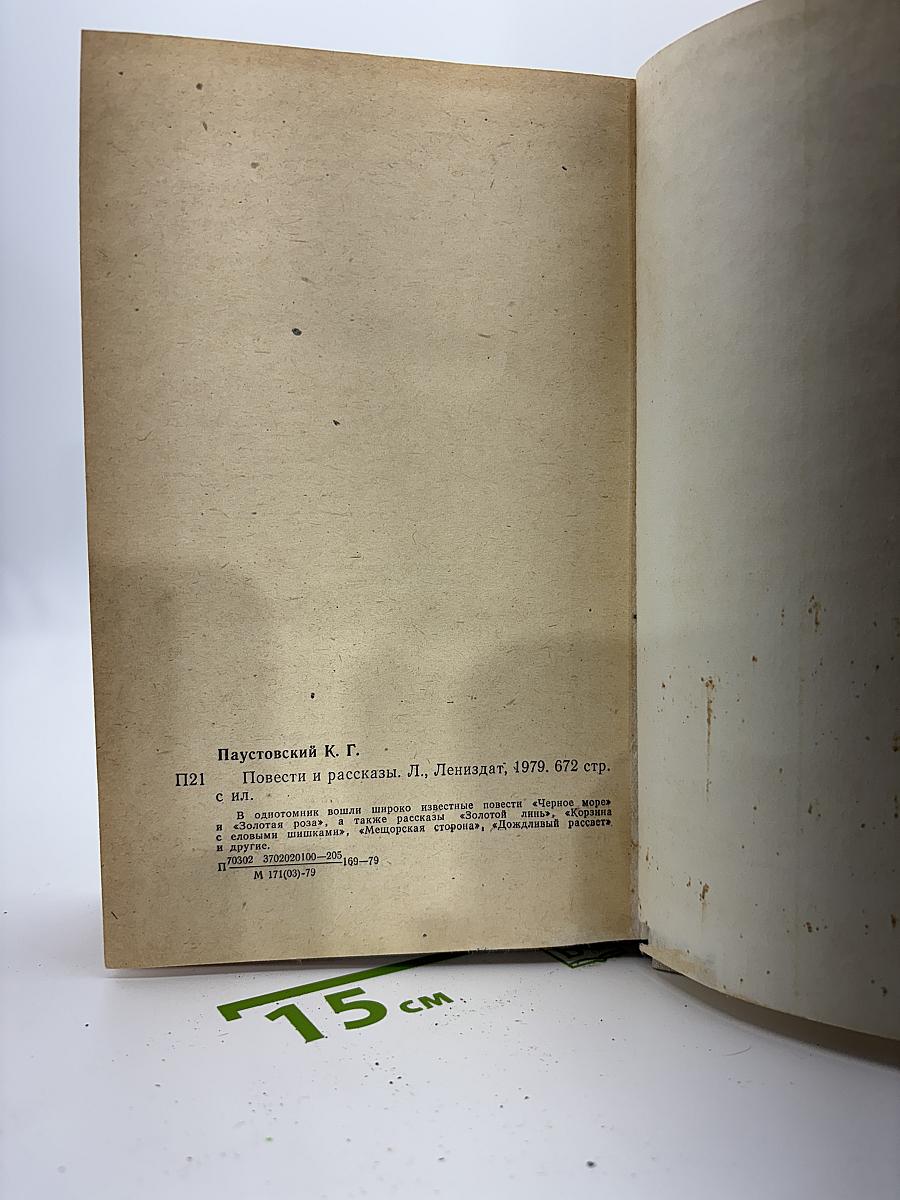 Паустовский К. Г.
П21 Повести и рассказы. Л., Лениздат, 1979. 672 стр.
с ил.
В однотомник вошли широко известные повести «Черное море»
и «Золотая роза», а также рассказы «Золотой линь», «Корзина
с еловыми шишками», «Мещорская сторона», «Дождливый рассвет»
и другие.
П 70302 3702020100—205 169—79
М 171(03)-79
15 см